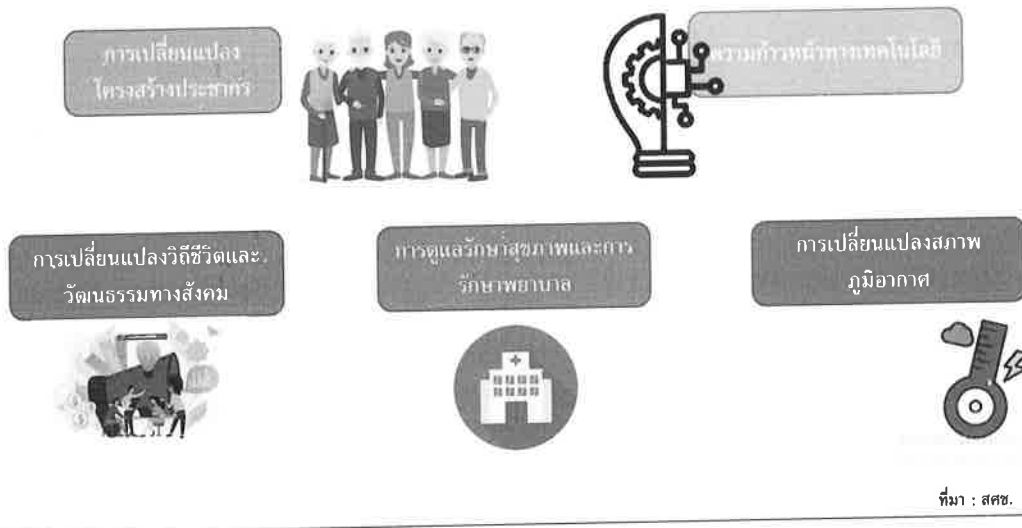 การเปลี่ยนแปลง
โครงสร้างประชากร
ความก้าวหน้าทางเทคโนโลยี
การเปลี่ยนแปลงวิถีชีวิตและ
วัฒนธรรมทางสังคม
การดูแลรักษาสุขภาพและการ
รักษาพยาบาล
การเปลี่ยนแปลงสภาพ
ภูมิอากาศ
ที่มา : สศช.